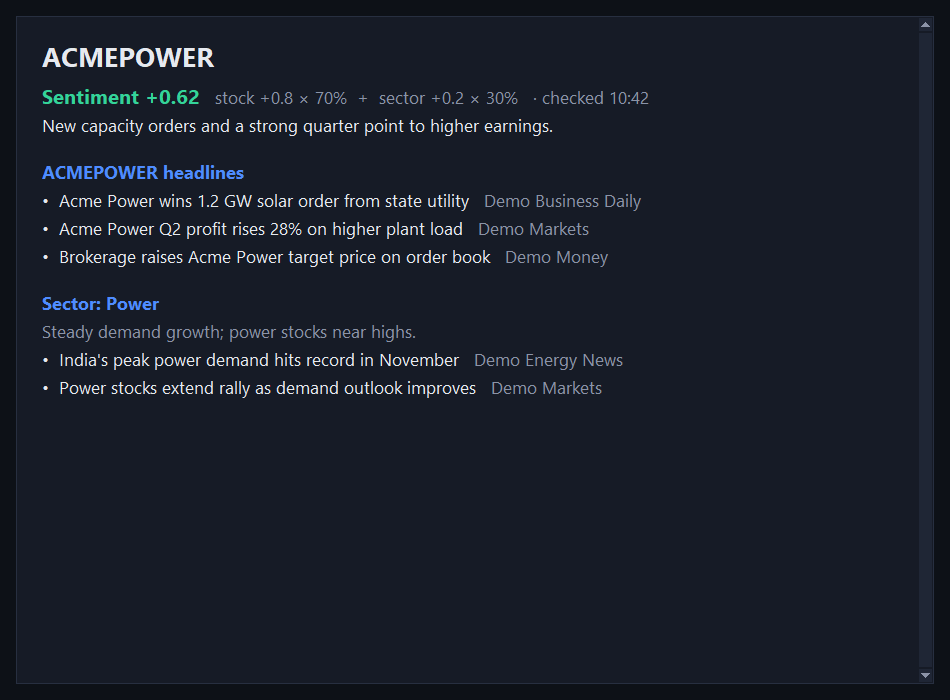 ACMEPOWER
Sentiment +0.62 stock +0.8 × 70% + sector +0.2 × 30% · checked 10:42
New capacity orders and a strong quarter point to higher earnings.
ACMEPOWER headlines
• Acme Power wins 1.2 GW solar order from state utility Demo Business Daily
• Acme Power Q2 profit rises 28% on higher plant load Demo Markets
• Brokerage raises Acme Power target price on order book Demo Money
Sector: Power
Steady demand growth; power stocks near highs.
• India's peak power demand hits record in November Demo Energy News
• Power stocks extend rally as demand outlook improves Demo Markets